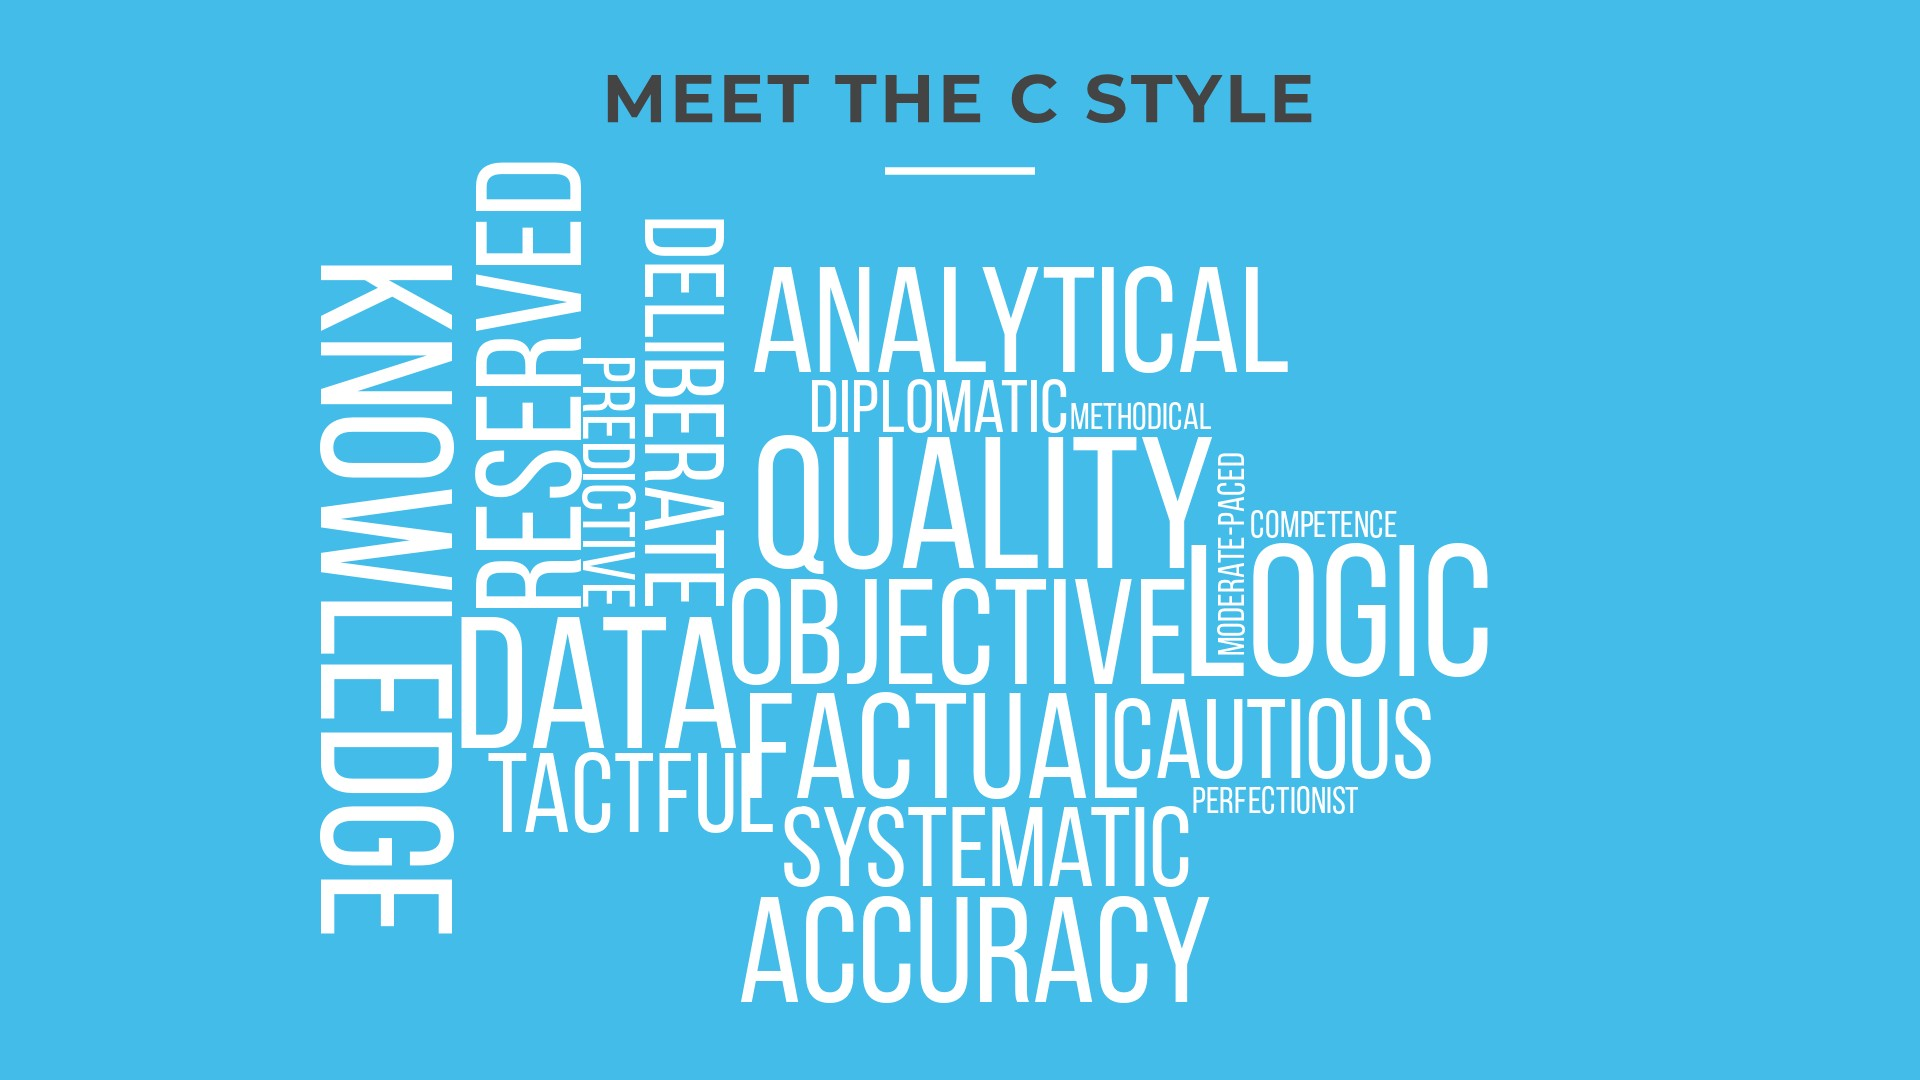 MEET THE C STYLE
KNOWLEDGE
RESERVED
PREDICTIVE
DELIBERATE
ANALYTICAL
DIPLOMATIC
METHODICAL
QUALITY
MODERATE-PACED
COMPETENCE
LOGIC
OBJECTIVE
DATA
FACTUAL
CAUTIOUS
TACTFUL
PERFECTIONIST
SYSTEMATIC
ACCURACY